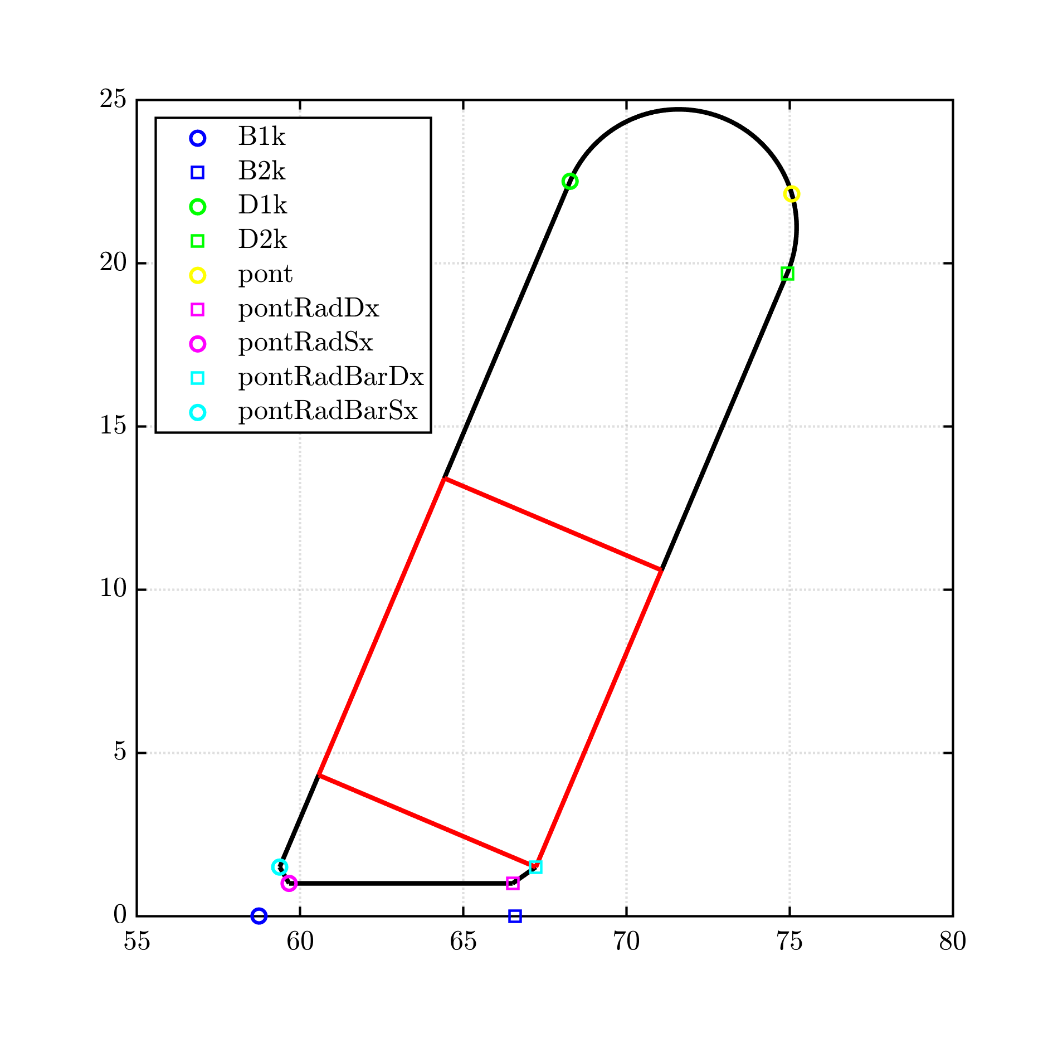 25
20
15
10
5
0
B1k
B2k
D1k
D2k
pont
pontRadDx
pontRadSx
pontRadBarDx
pontRadBarSx
55 60 65 70 75 80